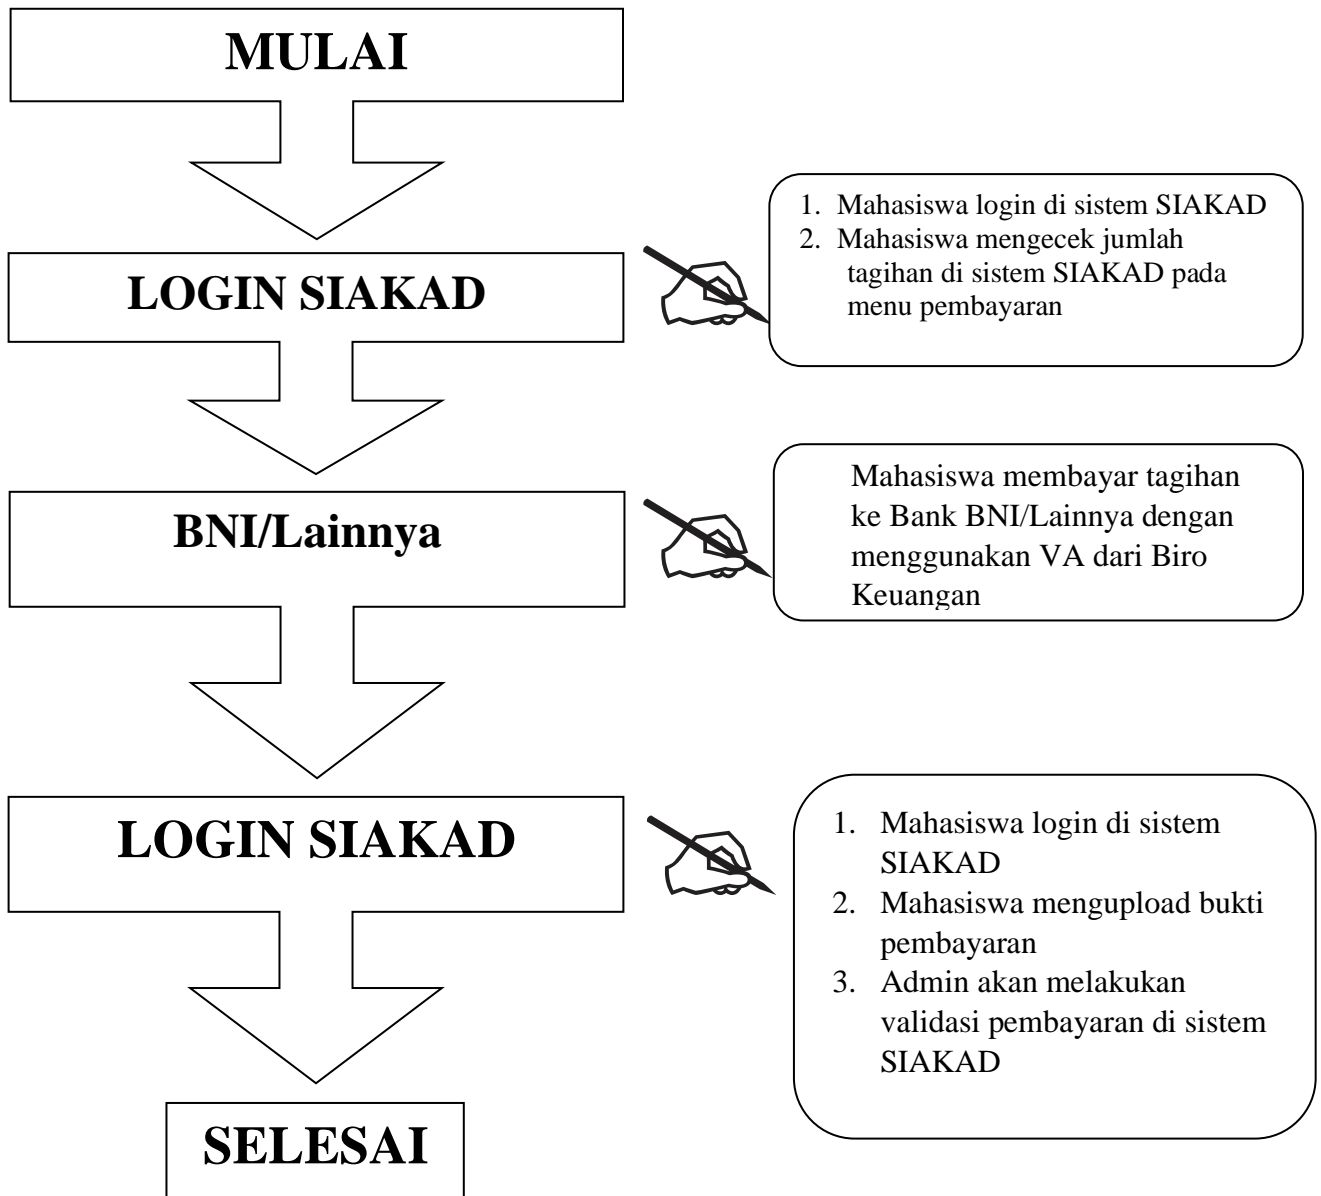 MULAI
1. Mahasiswa login di sistem SIAKAD
2. Mahasiswa mengecek jumlah
tagihan di sistem SIAKAD pada
menu pembayaran
LOGIN SIAKAD
Mahasiswa membayar tagihan
ke Bank BNI/Lainnya dengan
menggunakan VA dari Biro
Keuangan
BNI/Lainnya
1. Mahasiswa login di sistem
SIAKAD
2. Mahasiswa mengupload bukti
pembayaran
3. Admin akan melakukan
validasi pembayaran di sistem
SIAKAD
LOGIN SIAKAD
SELESAI